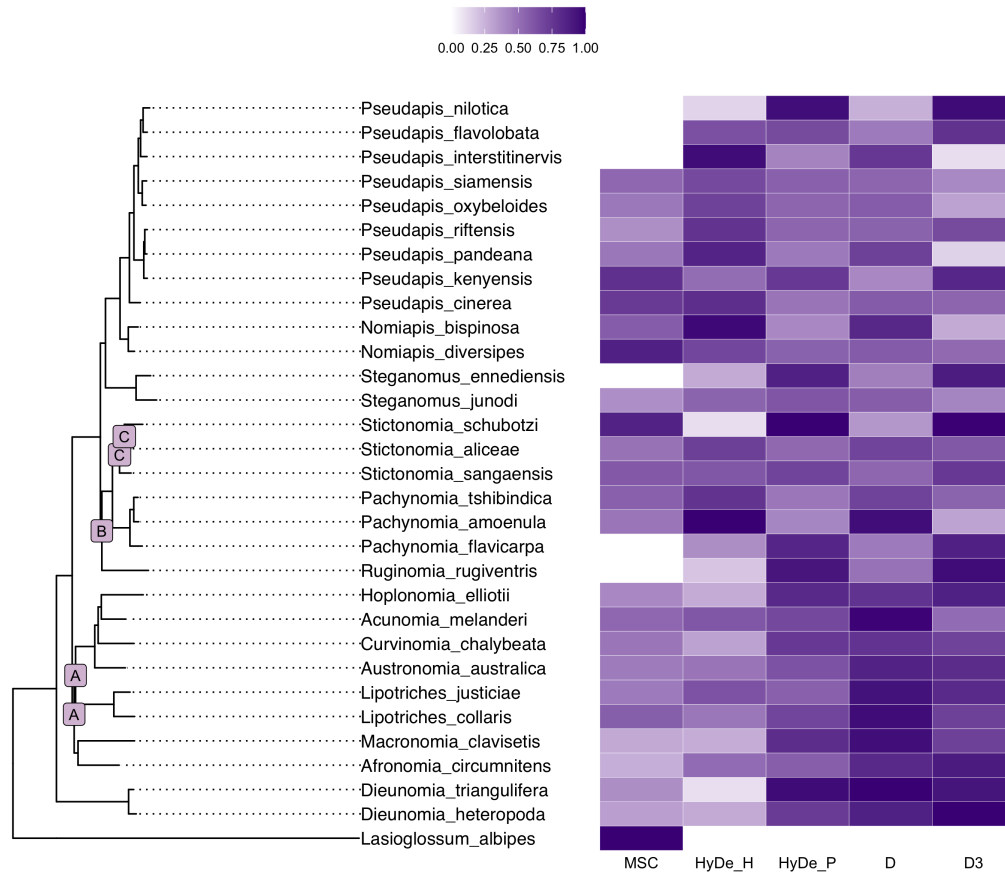 0.00 0.25 0.50 0.75 1.00
Pseudapis_nilotica
Pseudapis_flavolobata
Pseudapis_interstitinervis
Pseudapis_siamensis
Pseudapis_oxybeloides
Pseudapis_riftensis
Pseudapis_pandeana
Pseudapis_kenyensis
Pseudapis_cinerea
Nomiapis_bispinosa
Nomiapis_diversipes
Steganomus_ennediensis
Steganomus_junodi
Stictonomia_schubotzi
C
Stictonomia_aliceae
C
Stictonomia_sangaensis
Pachynomia_tshibindica
Pachynomia_amoenula
B
Pachynomia_flavicarpa
Ruginomia_rugiventris
Hoplonomia_elliotii
Acunomia_melanderi
Curvinomia_chalybeata
Austronomia_australica
A
Lipotriches_justiciae
A
Lipotriches_collaris
Macronomia_clavisetis
Afronomia_circumnitens
Dieunomia_triangulifera
Dieunomia_heteropoda
Lasioglossum_albipes
MSC HyDe_H HyDe_P D D3